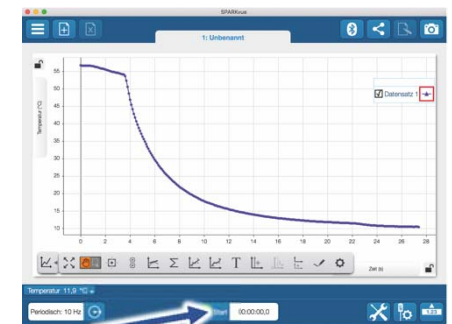 SPARKvue
1: Unbenannt
Temperatur (°C)
55
50
45
40
35
30
25
20
15
10
Datensatz 1
0 2 4 6 8 10 12 14 16 18 20 22 24 26 28
Σ T
Zeit (s)
Temperatur 11,9 °C
Periodisch: 10 Hz
Start
00:00:00,0
1.23